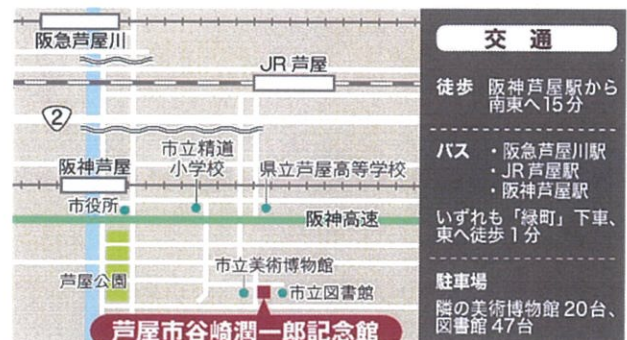 阪急芦屋川
JR 芦屋
2
阪神芦屋
市立精道
小学校
県立芦屋高等学校
市役所
阪神高速
芦屋公園
市立美術博物館
市立図書館
芦屋市谷崎潤一郎記念館
交 通
徒歩 阪神芦屋駅から
南東へ15分
バス ・阪急芦屋川駅
・JR芦屋駅
・阪神芦屋駅
いずれも「緑町」下車、
東へ徒歩1分
駐車場
隣の美術博物館20台、
図書館47台